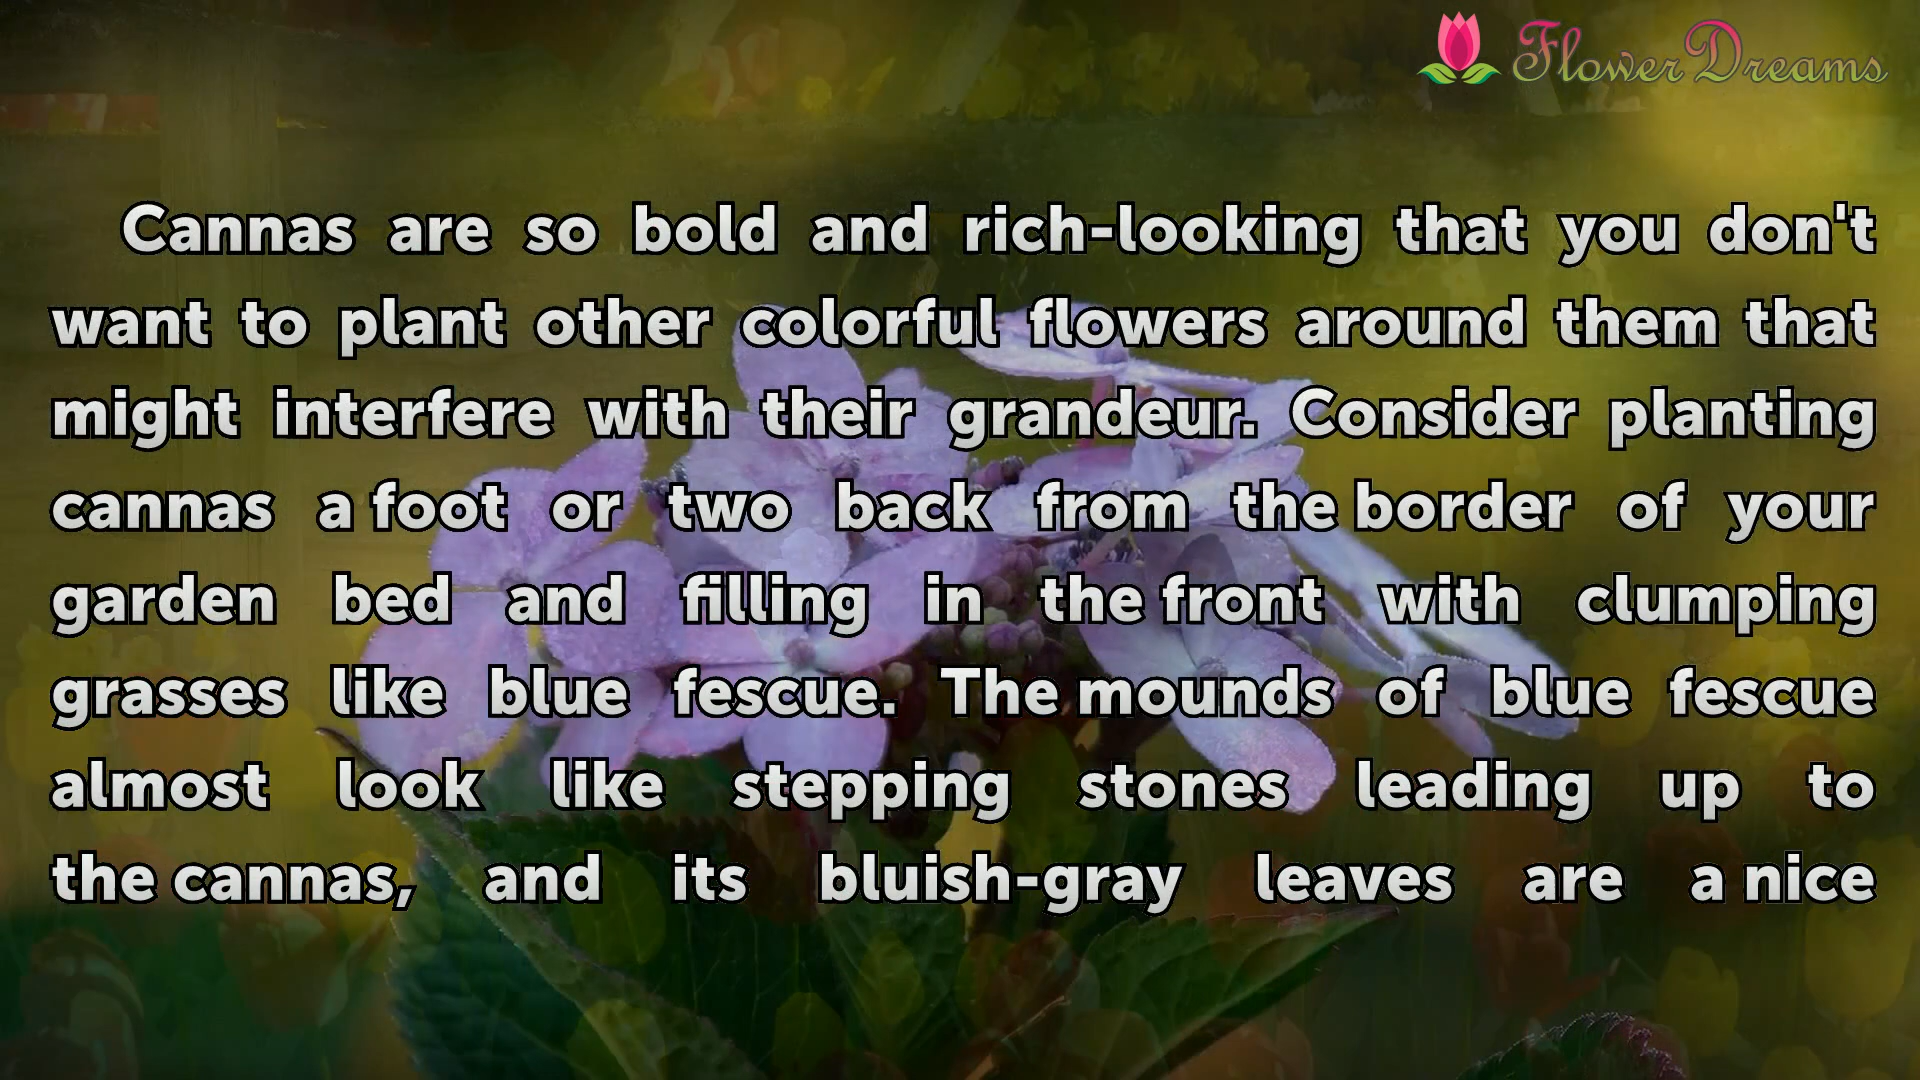 Flower Dreams
Cannas are so bold and rich-looking that you don't
want to plant other colorful flowers around them that
might interfere with their grandeur. Consider planting
cannas a foot or two back from the border of your
garden bed and filling in the front with clumping
grasses like blue fescue. The mounds of blue fescue
almost look like stepping stones leading up to
the cannas, and its bluish-gray leaves are a nice